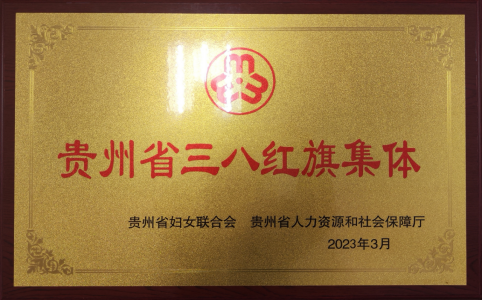 贵州省三八红旗集体
贵州省妇女联合会 贵州省人力资源和社会保障厅
2023年3月